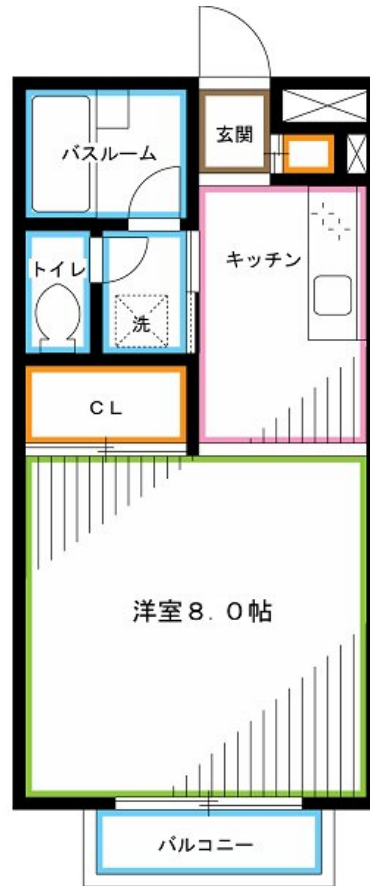 バスルーム
玄関
トイレ
洗
キッチン
ＣＬ
洋室８．０帖
バルコニー